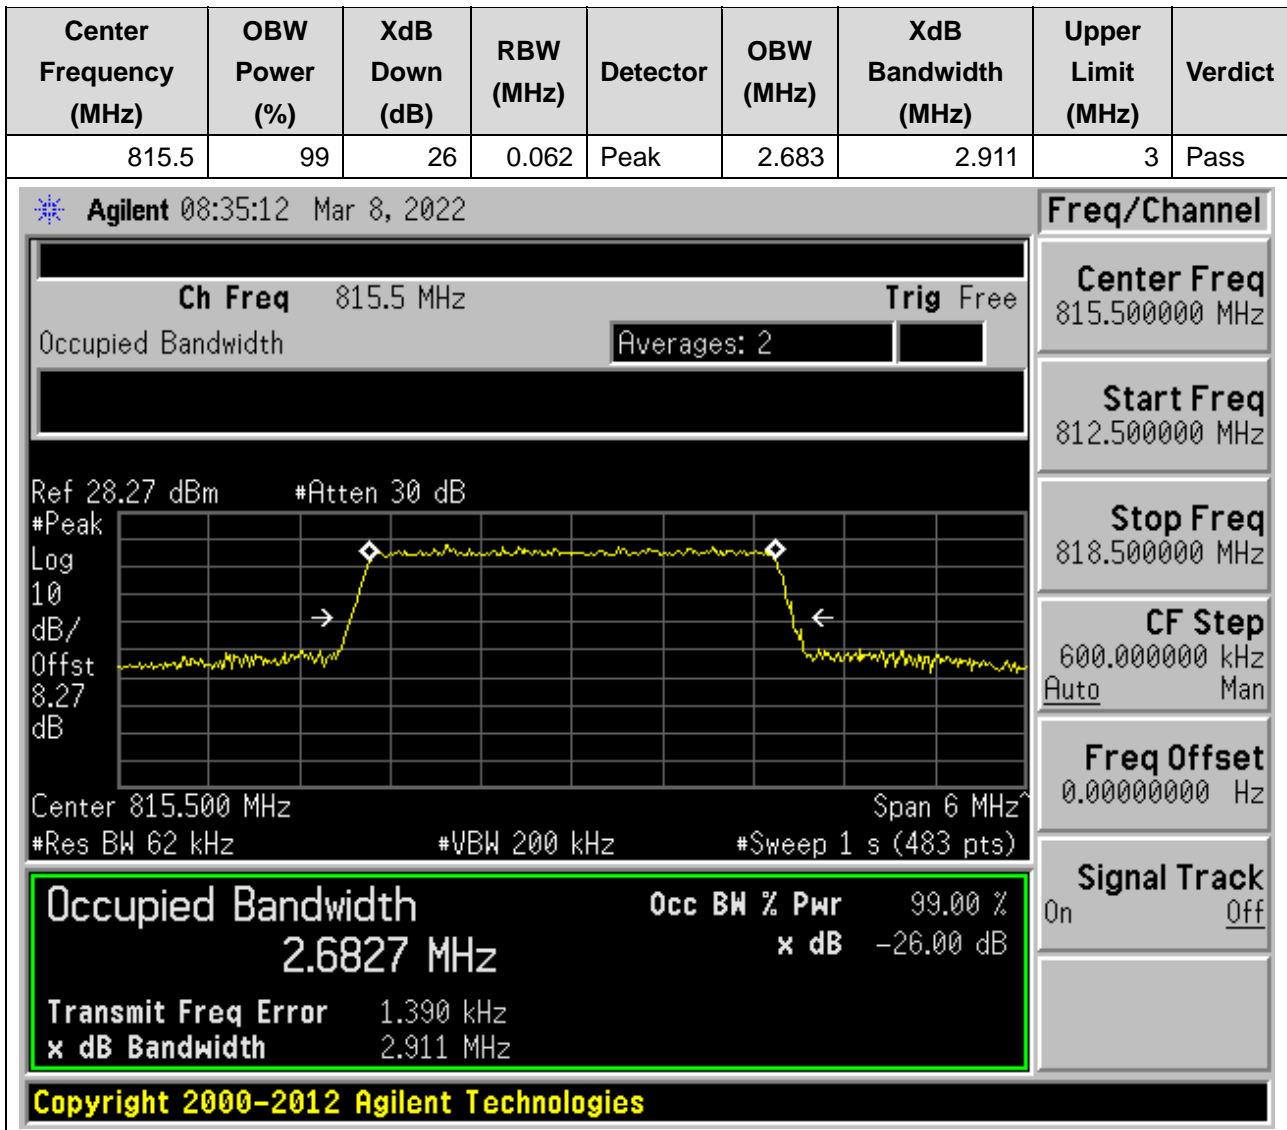 Center Frequency (MHz) OBW Power (%) XdB Down (dB) RBW (MHz) Detector OBW (MHz) XdB Bandwidth (MHz) Upper Limit (MHz) Verdict
815.5 99 26 0.062 Peak 2.683 2.911 3 Pass
Agilent 08:35:12 Mar 8, 2022
Ch Freq 815.5 MHz Trig Free
Occupied Bandwidth Averages: 2
Ref 28.27 dBm #Atten 30 dB
#Peak
Log
10
dB/
Offst
8.27
dB
Center 815.500 MHz Span 6 MHz^
#Res BW 62 kHz #VBW 200 kHz #Sweep 1 s (483 pts)
Occupied Bandwidth Occ BW % Pwr 99.00 %
2.6827 MHz x dB -26.00 dB
Transmit Freq Error 1.390 kHz
x dB Bandwidth 2.911 MHz
Copyright 2000-2012 Agilent Technologies
Freq/Channel
Center Freq
815.500000 MHz
Start Freq
812.500000 MHz
Stop Freq
818.500000 MHz
CF Step
600.000000 kHz
Auto Man
Freq Offset
0.00000000 Hz
Signal Track
On Off